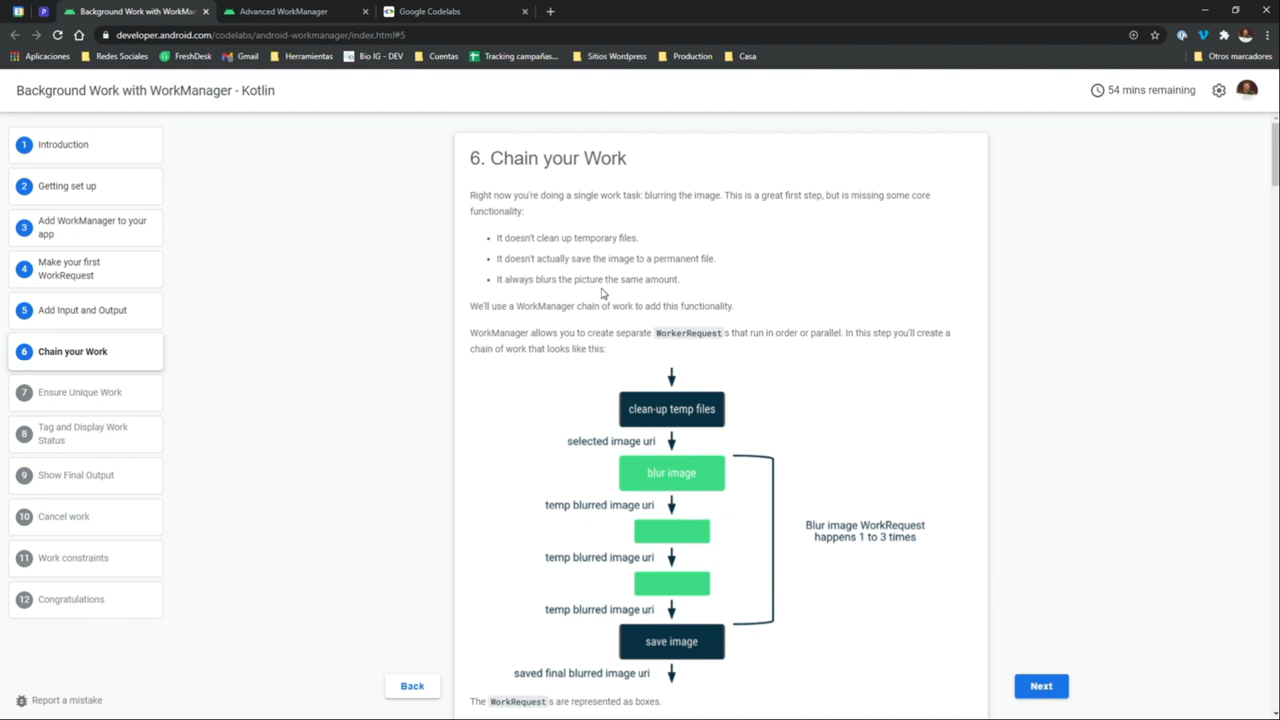 Background Work with WorkMan
Advanced WorkManager
Google Codelabs
developer.android.com/codelabs/android-workmanager/index.html#5
Aplicaciones
Redes Sociales
FreshDesk
Gmail
Herramientas
Bio IG - DEV
Cuentas
Tracking campañas...
Sitios Wordpress
Production
Casa
Otros marcadores
Background Work with WorkManager - Kotlin
54 mins remaining
1 Introduction
2 Getting set up
3 Add WorkManager to your
app
4 Make your first
WorkRequest
5 Add Input and Output
6 Chain your Work
7 Ensure Unique Work
8 Tag and Display Work
Status
9 Show Final Output
10 Cancel work
11 Work constraints
12 Congratulations
Report a mistake
6. Chain your Work
Right now you're doing a single work task: blurring the image. This is a great first step, but is missing some core
functionality:
• It doesn't clean up temporary files.
• It doesn't actually save the image to a permanent file.
• It always blurs the picture the same amount.
We'll use a WorkManager chain of work to add this functionality.
WorkManager allows you to create separate WorkerRequests that run in order or parallel. In this step you'll create a
chain of work that looks like this:
clean-up temp files
selected image uri
blur image
temp blurred image uri
temp blurred image uri
temp blurred image uri
Blur image WorkRequest
happens 1 to 3 times
save image
saved final blurred image uri
The WorkRequests are represented as boxes.
Back
Next